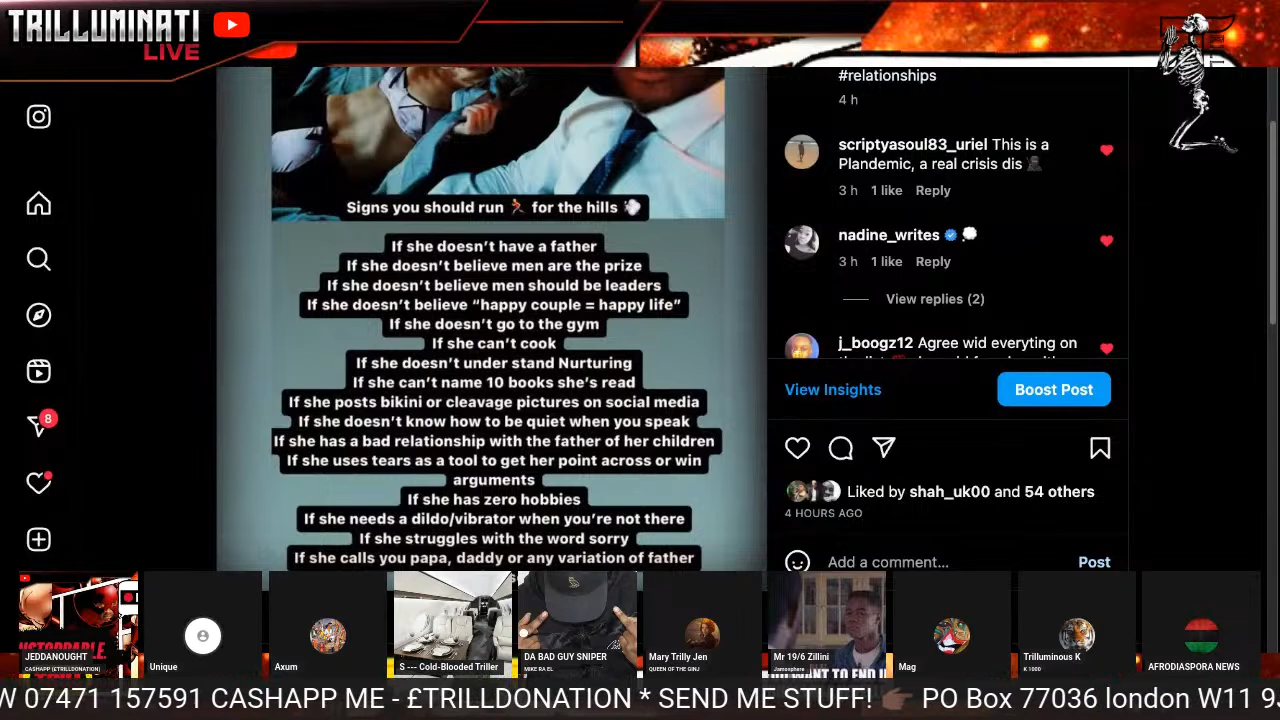 TRILLUMINATI
LIVE
#relationships
4 h
scriptyasoul83_uriel This is a
Plandemic, a real crisis dis
3 h 1 like Reply
nadine_writes
3 h 1 like Reply
View replies (2)
j_boogz12 Agree wid everyting on
Signs you should run 🏃 for the hills 💨
If she doesn't have a father
If she doesn't believe men are the prize
If she doesn't believe men should be leaders
If she doesn't believe "happy couple = happy life"
If she doesn't go to the gym
If she can't cook
If she doesn't under stand Nurturing
If she can't name 10 books she's read
If she posts bikini or cleavage pictures on social media
If she doesn't know how to be quiet when you speak
If she has a bad relationship with the father of her children
If she uses tears as a tool to get her point across or win
arguments
If she has zero hobbies
If she needs a dildo/vibrator when you're not there
If she struggles with the word sorry
If she calls you papa, daddy or any variation of father
View Insights
Boost Post
Liked by shah_uk00 and 54 others
4 HOURS AGO
Add a comment...
Post
8
JEDDANOUGHT
CASHAPP (£TRILLDONATION)
Unique
Axum
S --- Cold-Blooded Triller
DA BAD GUY SNIPER
MIKE RA EL
Mary Trilly Jen
QUEEN OF THE GINJ
Mr 19/6 Zillini
Mag
Trilluminous K
K 1000
AFRODIASPORA NEWS
W 07471 157591 CASHAPP ME - £TRILLDONATION * SEND ME STUFF! PO Box 77036 london W11 9